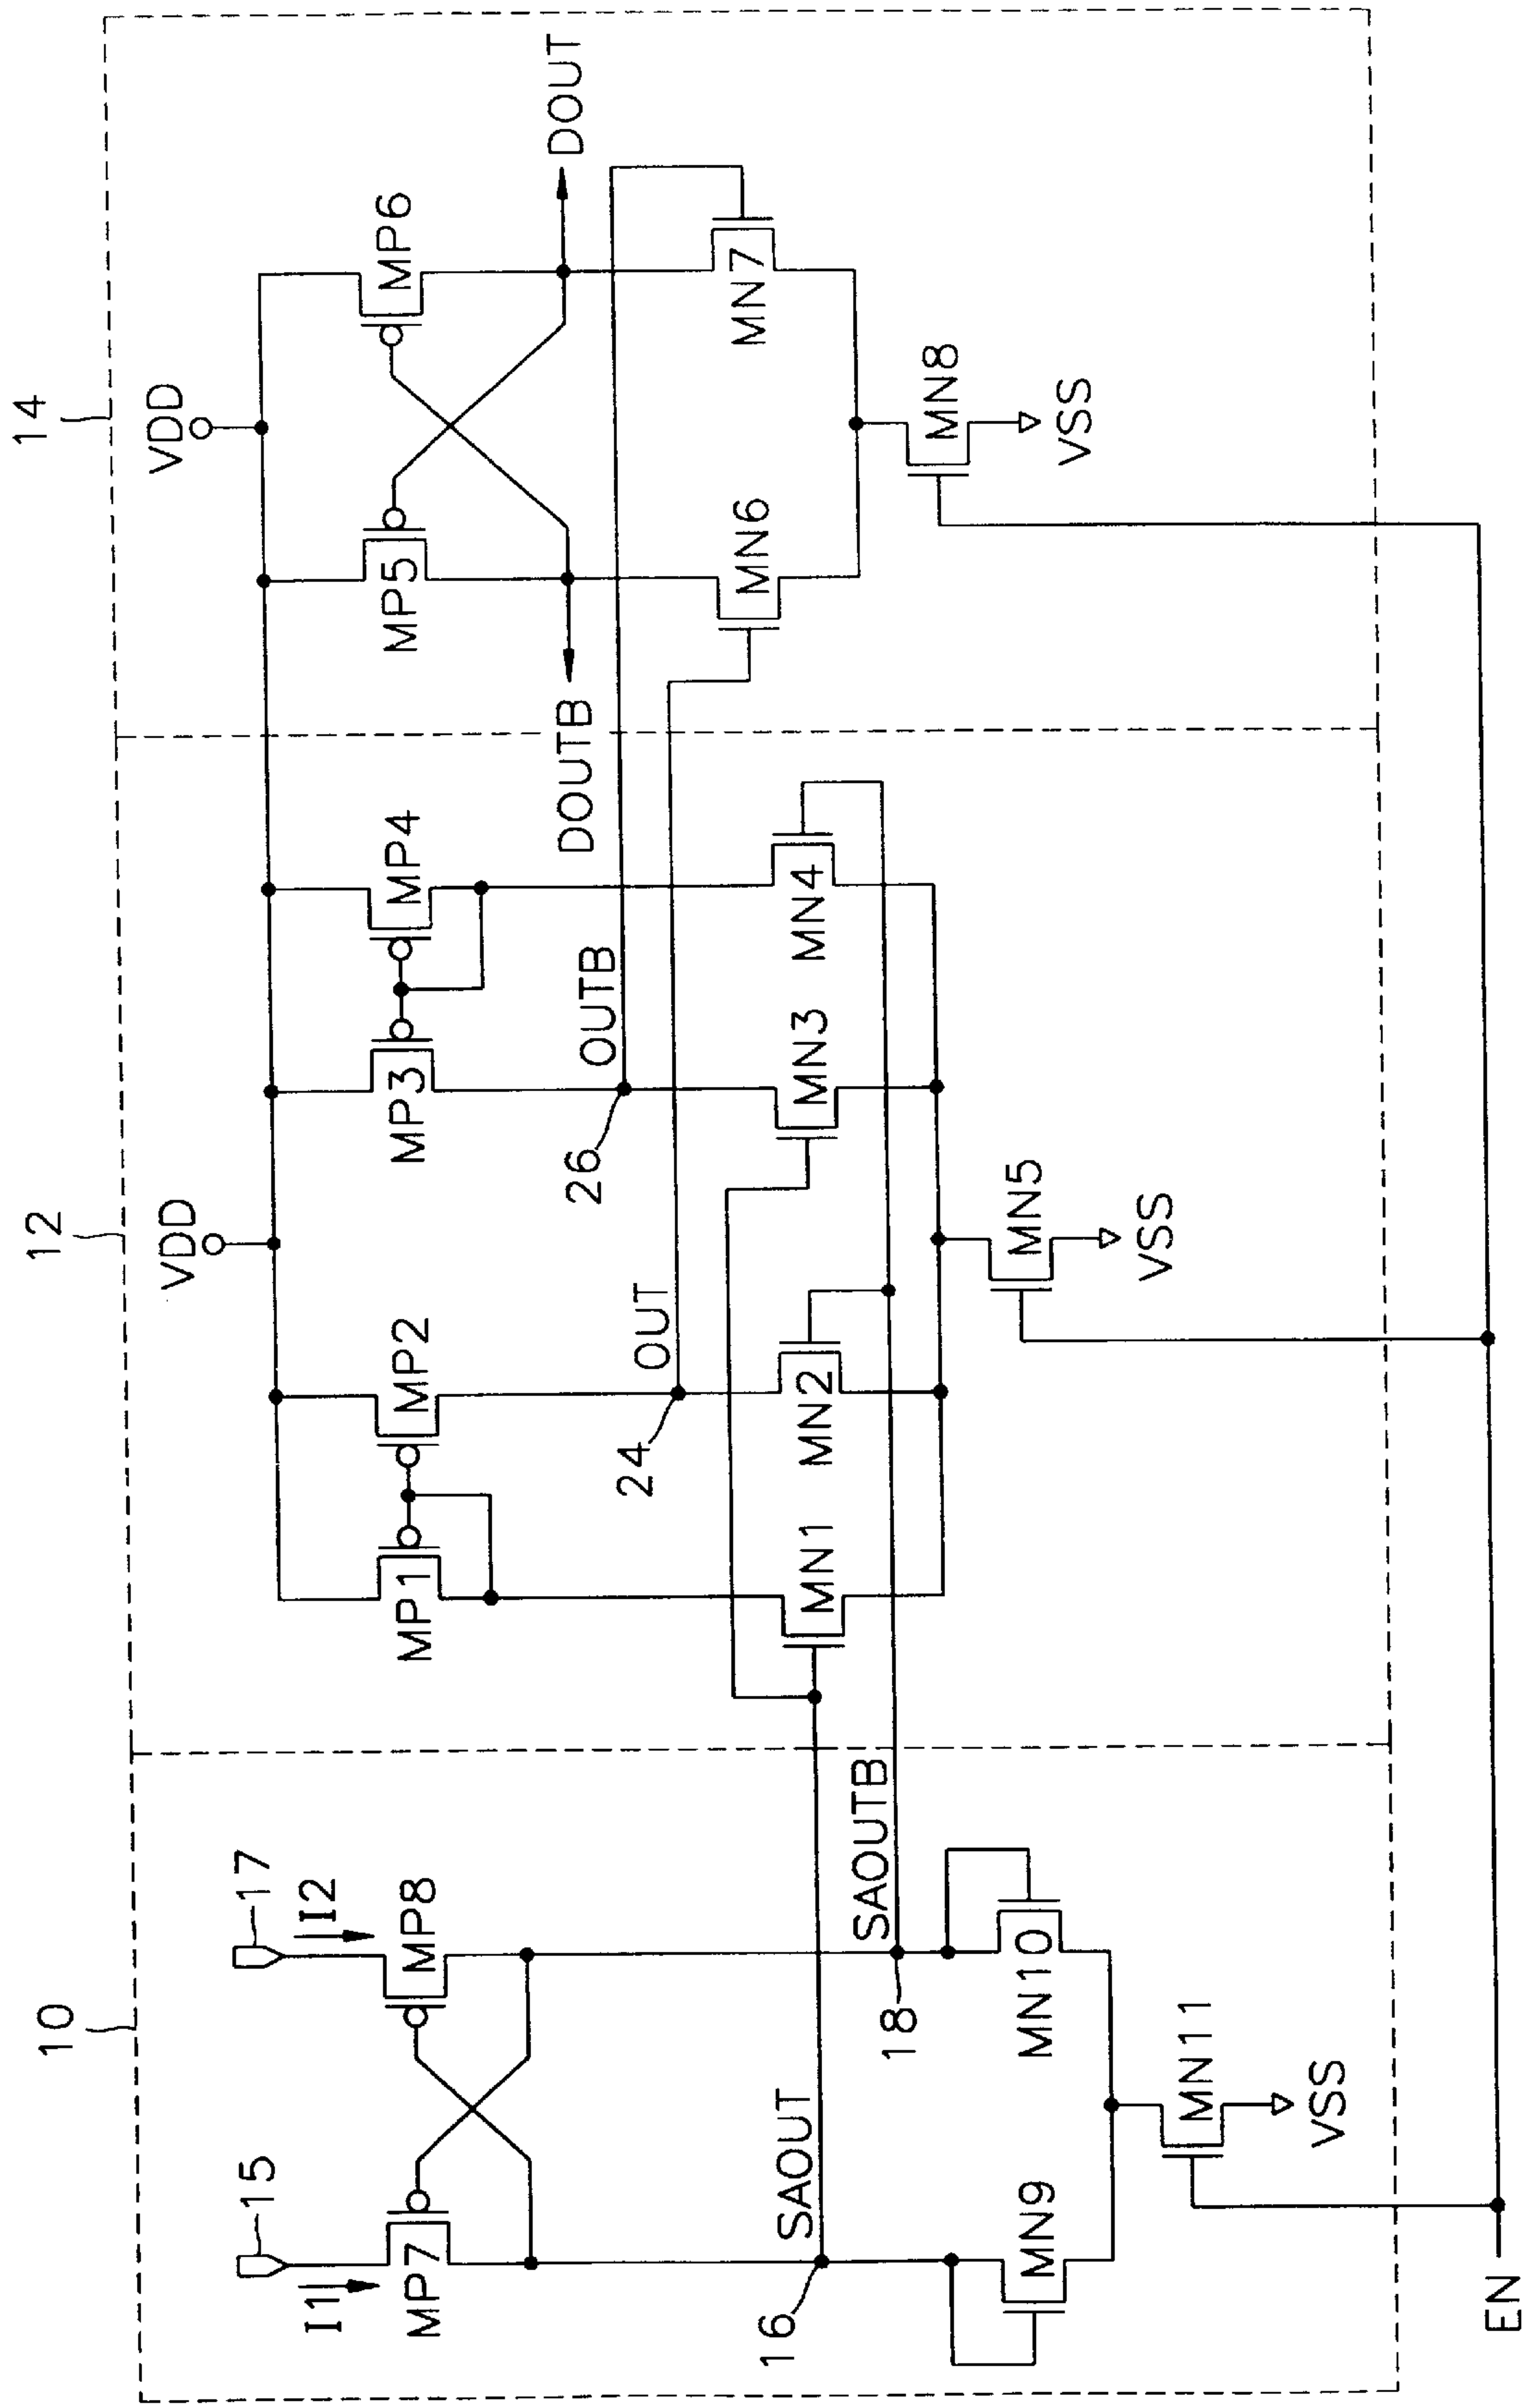 10
12
14
15
17
I1
I2
MP7
MP8
SAOUT
16
SAOUTB
18
MN9
MN10
MN11
VSS
VDD
MP1
MP2
MP3
MP4
OUT
24
OUTB
26
MN1
MN2
MN3
MN4
MN5
VSS
VDD
MP5
MP6
DOUTB
DOUT
MN6
MN7
MN8
VSS
EN